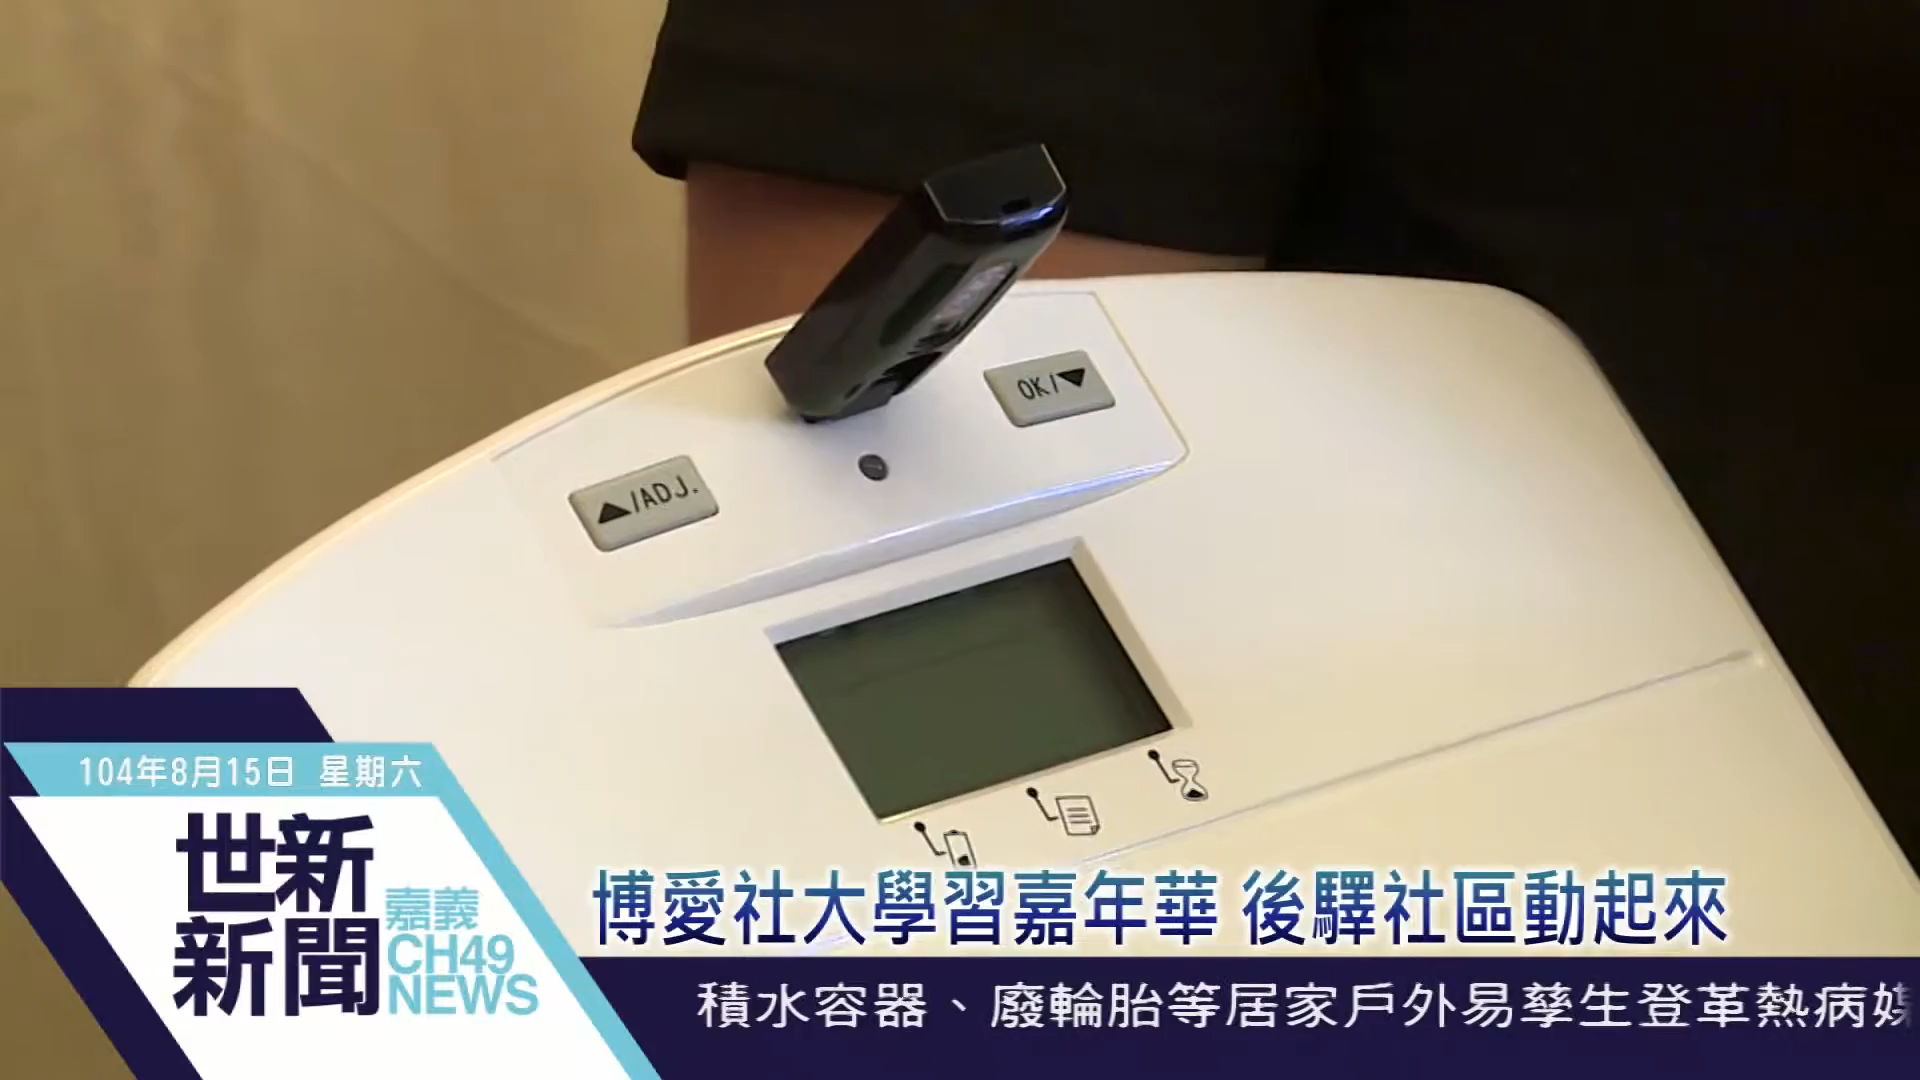 OK/▼
▲/ADJ.
104年8月15日 星期六
世新
新聞
嘉義
CH49
NEWS
博愛社大學習嘉年華 後驛社區動起來
積水容器、廢輪胎等居家戶外易孳生登革熱病媒